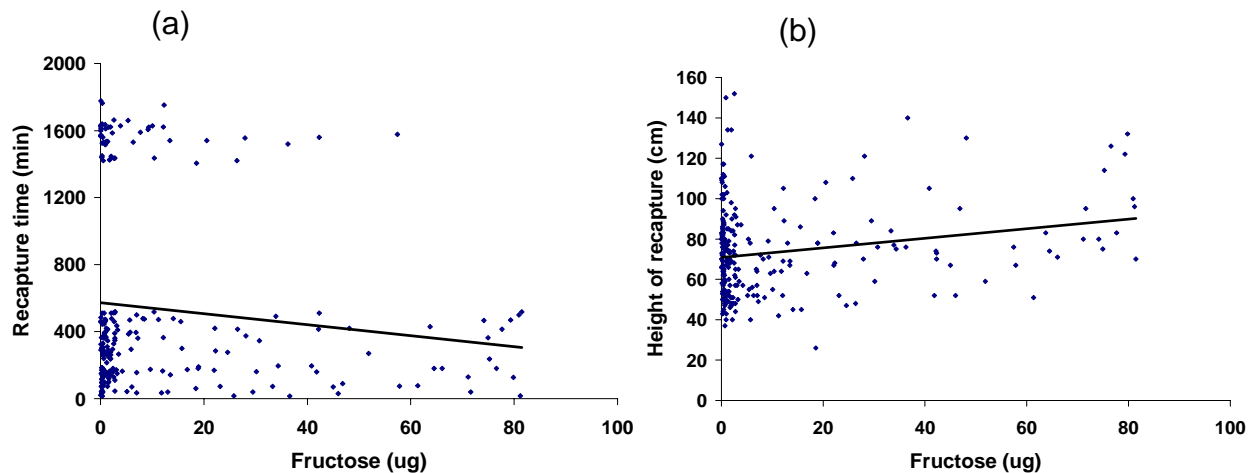 (a)
Recapture time (min)
2000
1600
1200
800
400
0
0 20 40 60 80 100
Fructose (ug)
(b)
Height of recapture (cm)
160
140
120
100
80
60
40
20
0
0 20 40 60 80 100
Fructose (ug)